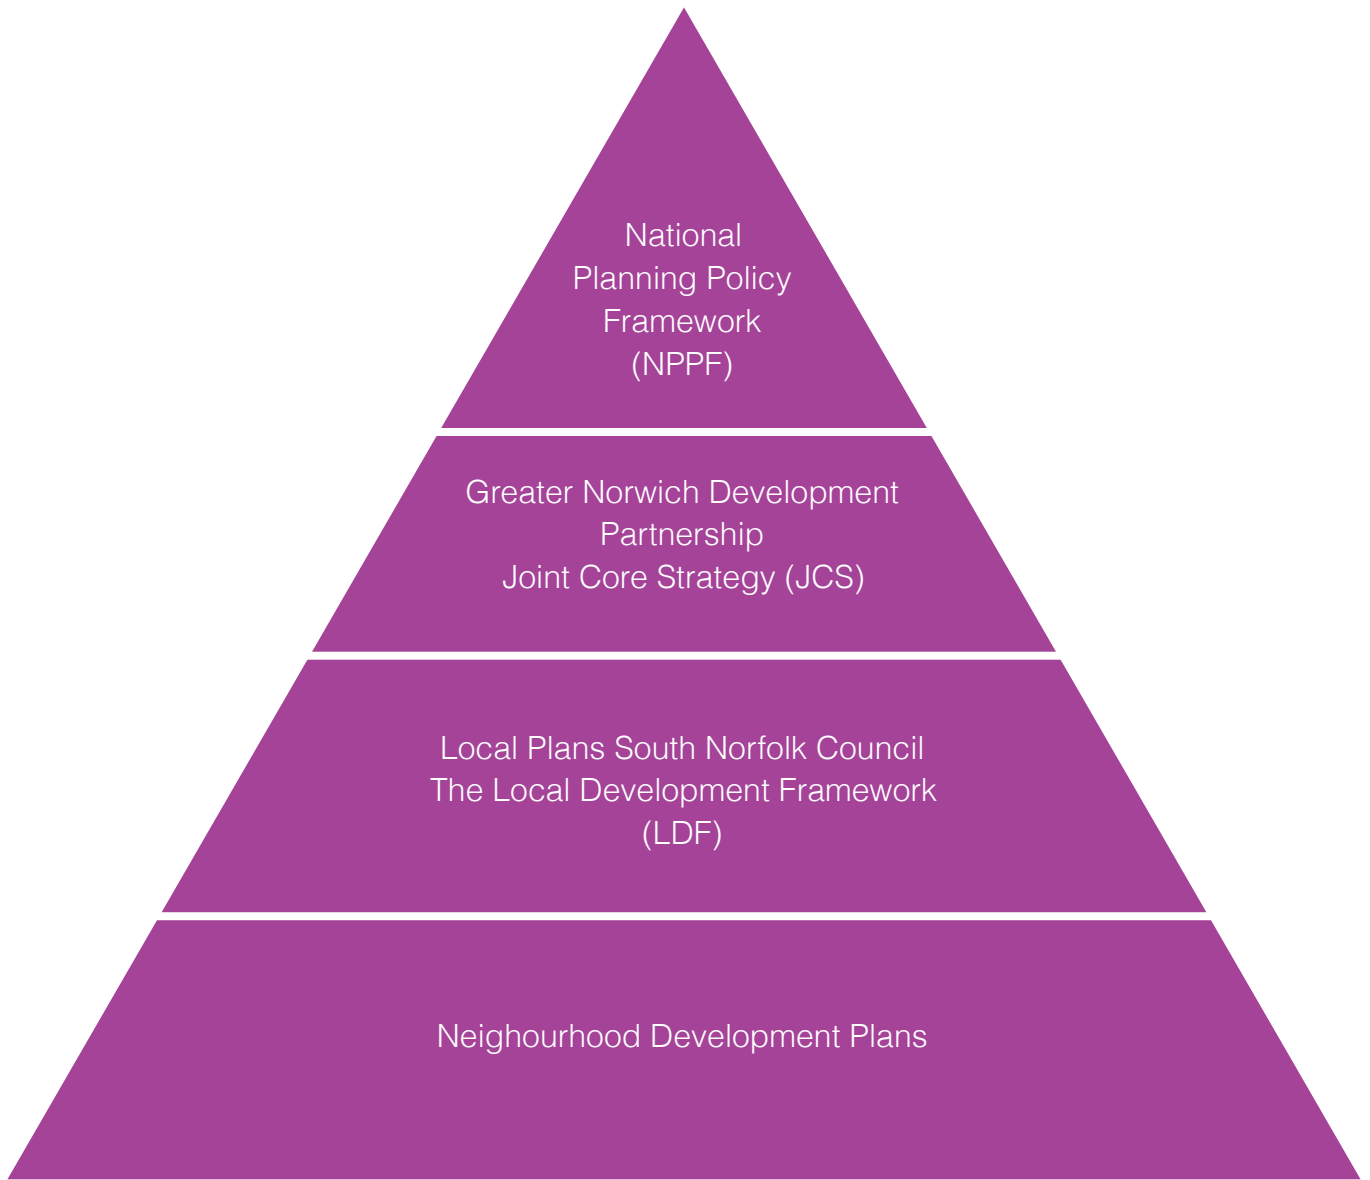 National
Planning Policy
Framework
(NPPF)
Greater Norwich Development
Partnership
Joint Core Strategy (JCS)
Local Plans South Norfolk Council
The Local Development Framework
(LDF)
Neighourhood Development Plans